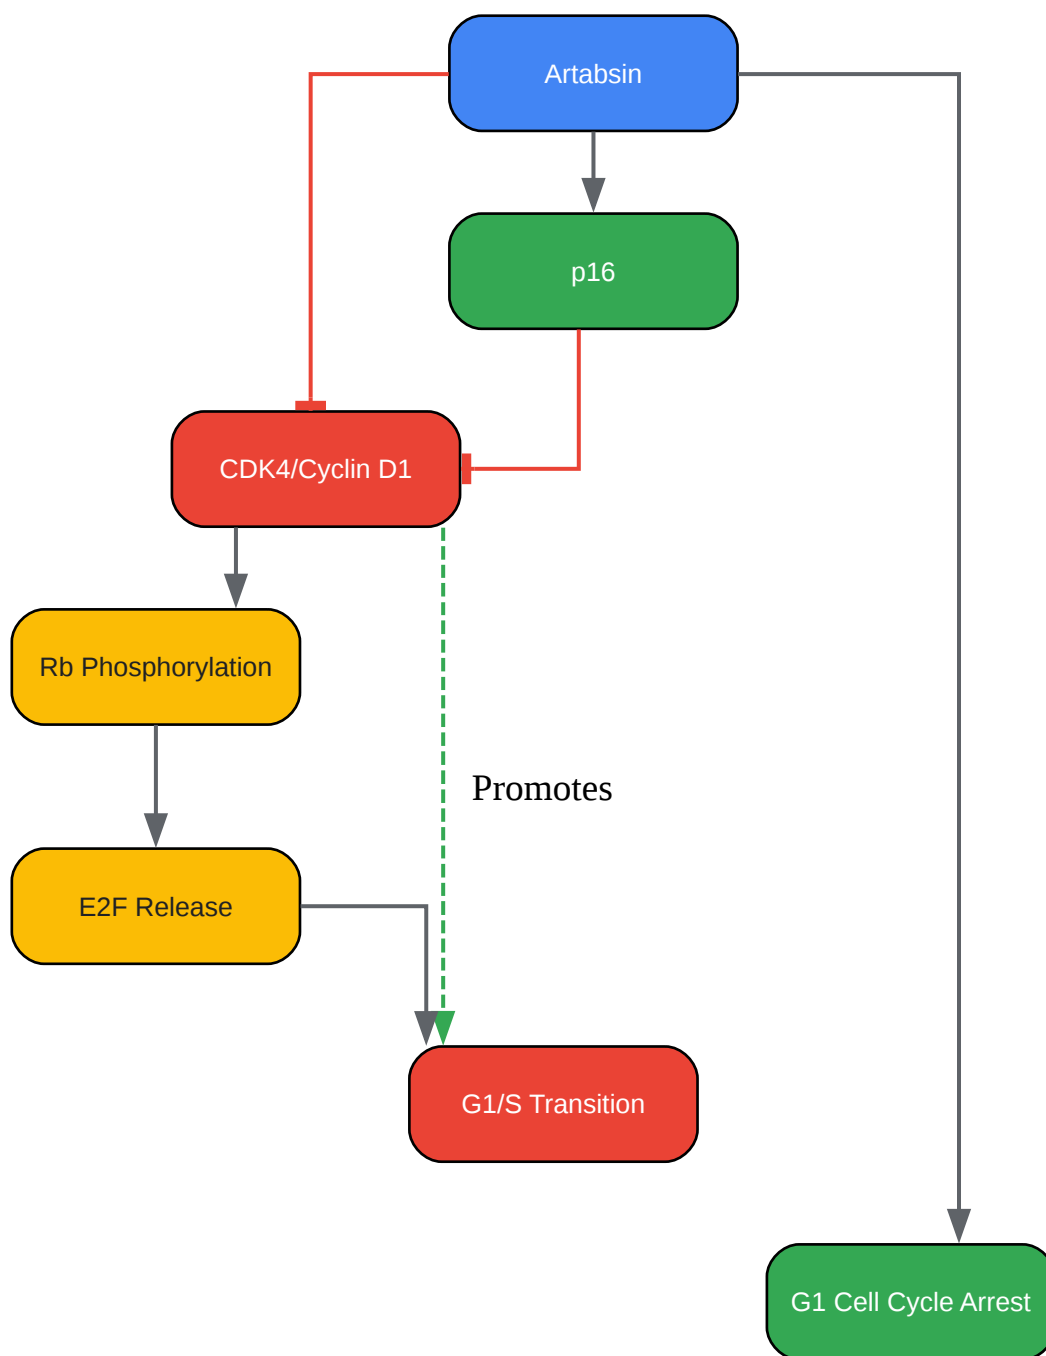 Artabsin
p16
CDK4/Cyclin D1
Rb Phosphorylation
Promotes
E2F Release
G1/S Transition
G1 Cell Cycle Arrest